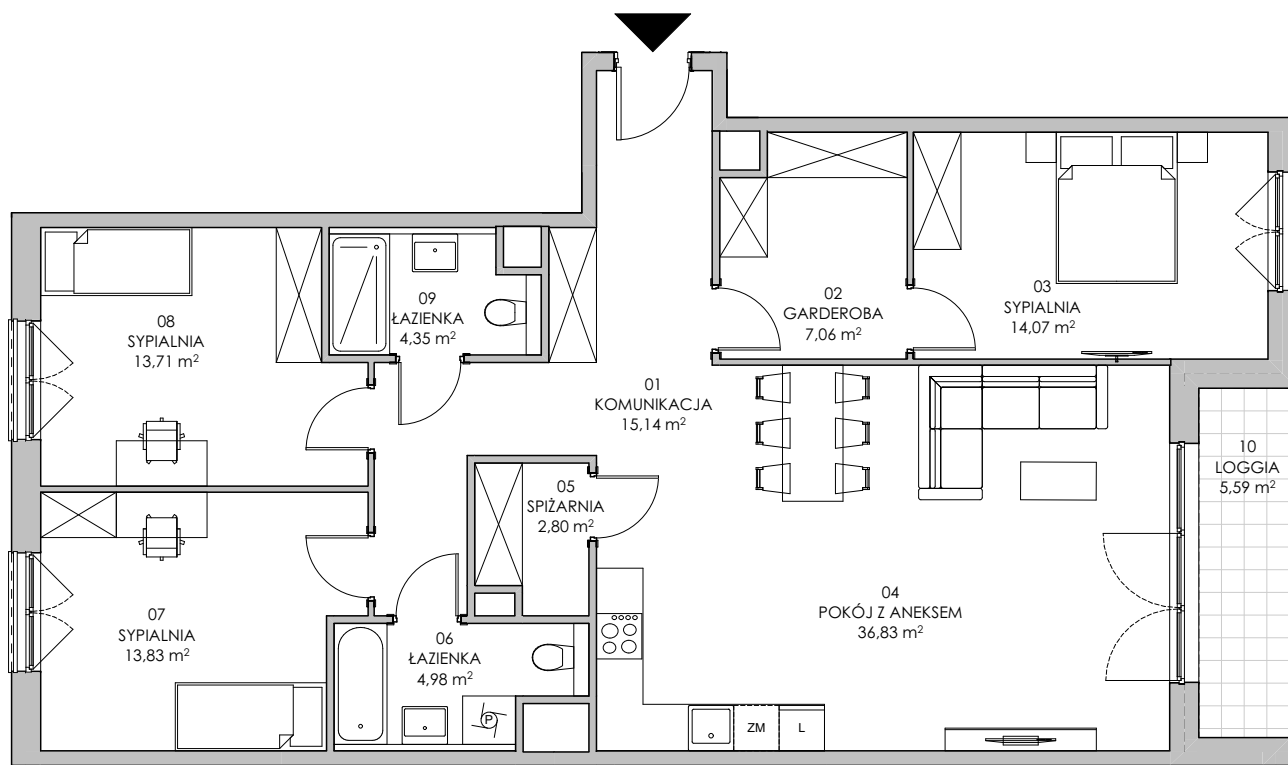 01
KOMUNIKACJA
15,14 m²
02
GARDEROBA
7,06 m²
03
SYPIALNIA
14,07 m²
04
POKÓJ Z ANEKSEM
36,83 m²
05
SPIŻARNIA
2,80 m²
06
ŁAZIENKA
4,98 m²
07
SYPIALNIA
13,83 m²
08
SYPIALNIA
13,71 m²
09
ŁAZIENKA
4,35 m²
10
LOGGIA
5,59 m²
P
ZM
L